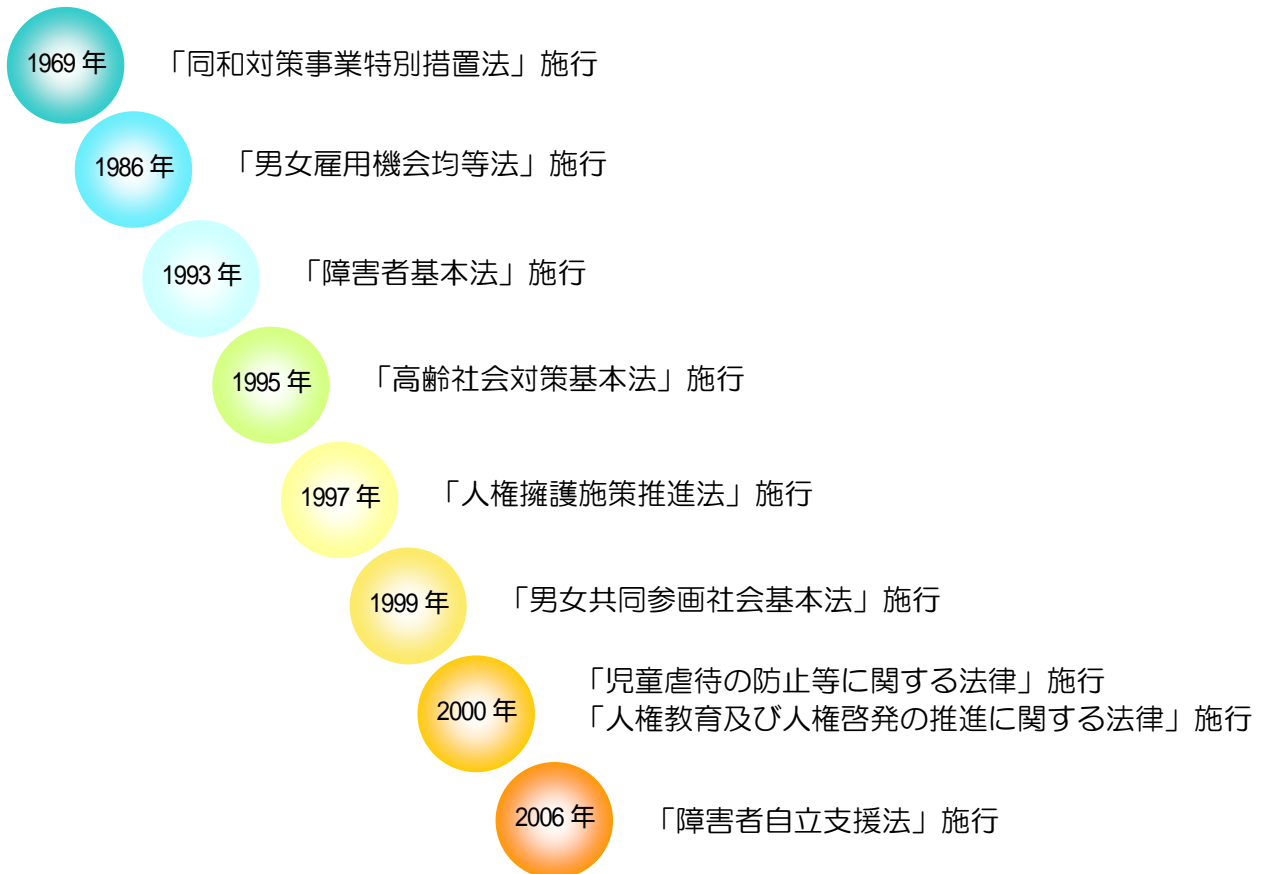 1969年 「同和対策事業特別措置法」施行
1986年 「男女雇用機会均等法」施行
1993年 「障害者基本法」施行
1995年 「高齢社会対策基本法」施行
1997年 「人権擁護施策推進法」施行
1999年 「男女共同参画社会基本法」施行
2000年 「児童虐待の防止等に関する法律」施行
「人権教育及び人権啓発の推進に関する法律」施行
2006年 「障害者自立支援法」施行